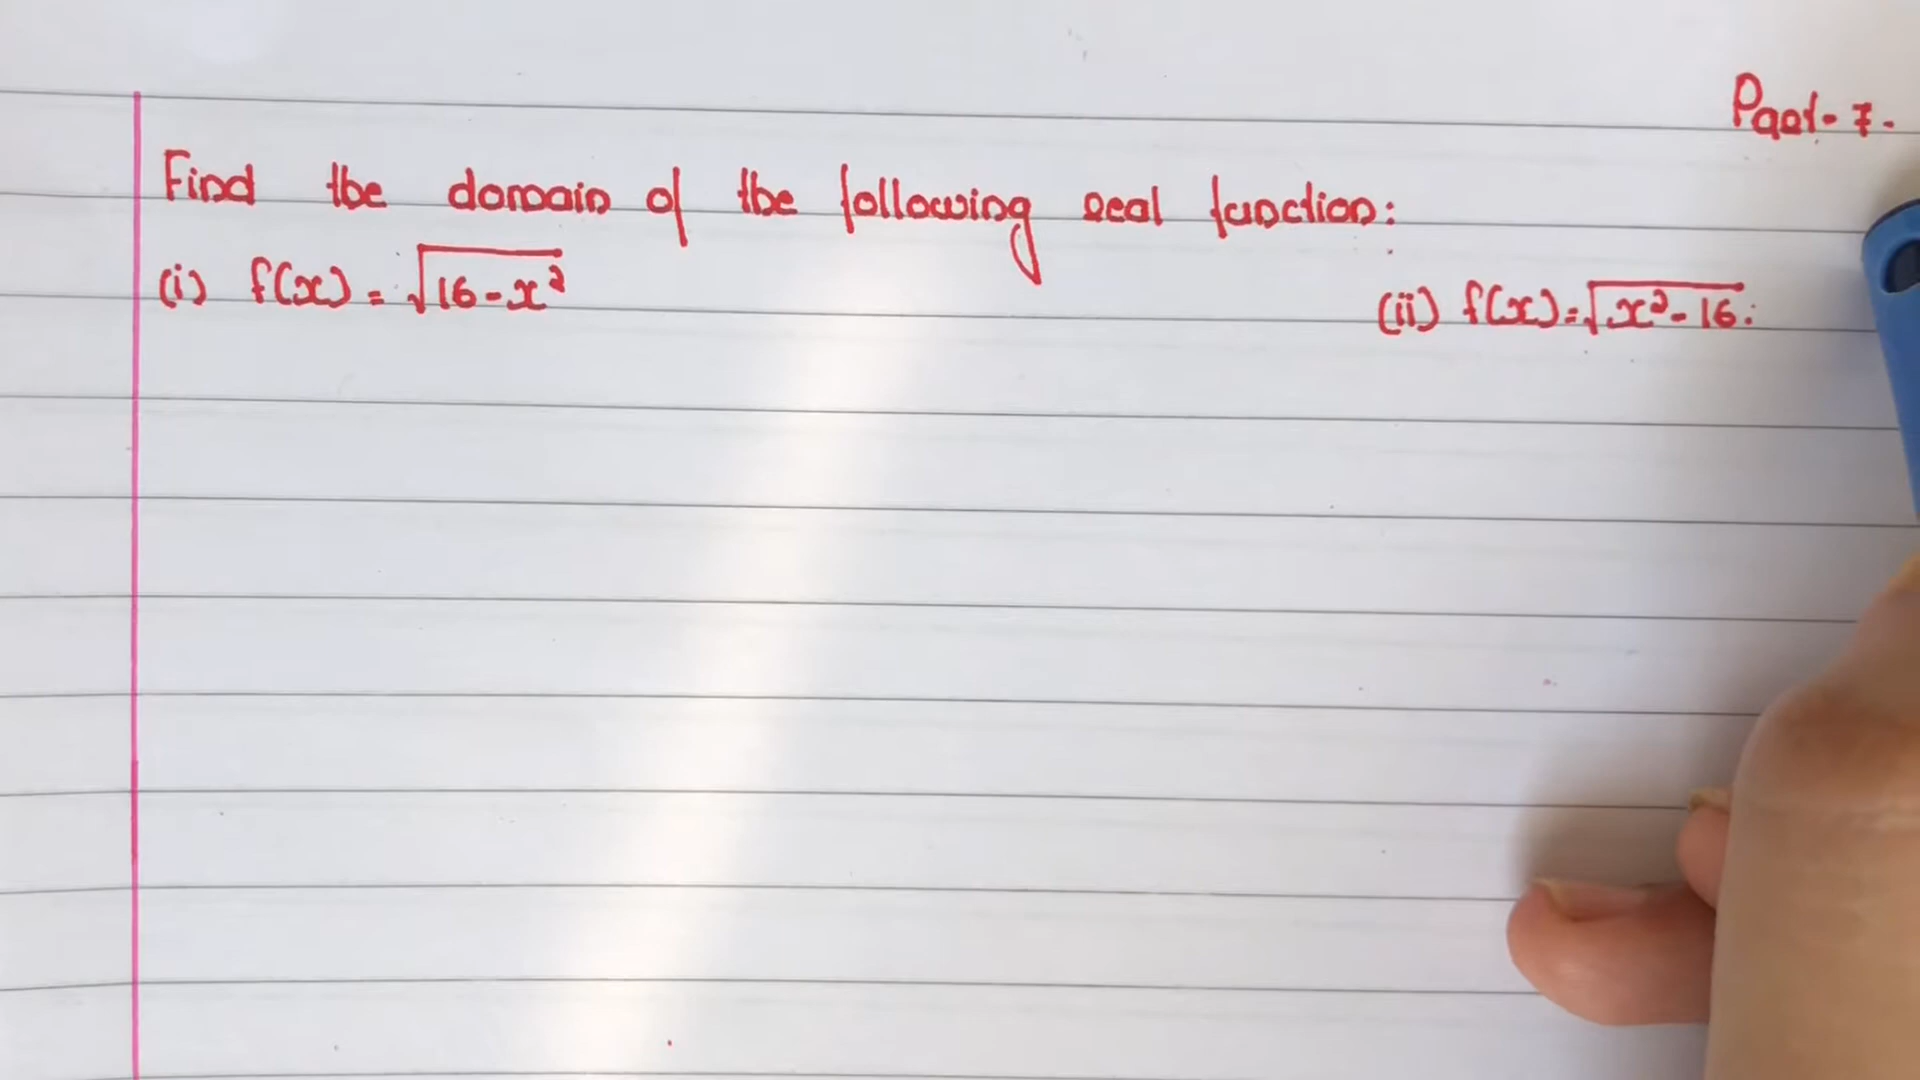 Part-7.
Find the domain of the following real function:
(i) f(x) = √16-x² (ii) f(x) = √x²-16.